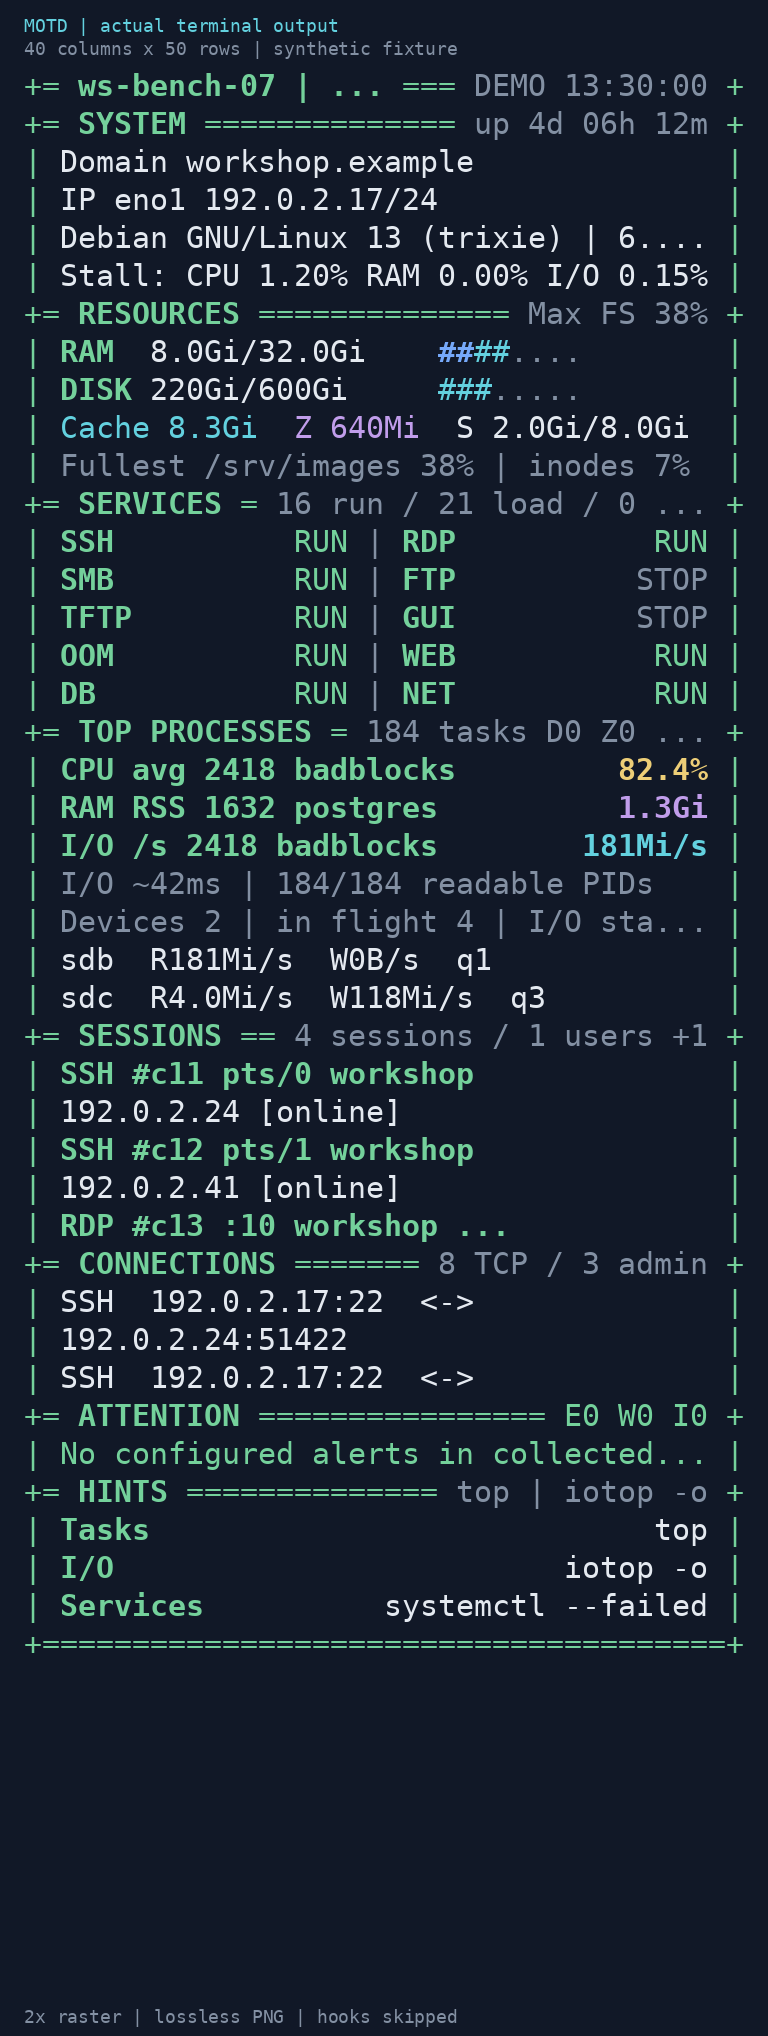 MOTD | actual terminal output
40 columns x 50 rows | synthetic fixture
+= ws-bench-07 | ... === DEMO 13:30:00 +
+= SYSTEM ============== up 4d 06h 12m +
| Domain workshop.example              |
| IP eno1 192.0.2.17/24                |
| Debian GNU/Linux 13 (trixie) | 6.... |
| Stall: CPU 1.20% RAM 0.00% I/O 0.15% |
+= RESOURCES ============== Max FS 38% +
| RAM  8.0Gi/32.0Gi    ####....        |
| DISK 220Gi/600Gi     ###.....        |
| Cache 8.3Gi  Z 640Mi  S 2.0Gi/8.0Gi  |
| Fullest /srv/images 38% | inodes 7%  |
+= SERVICES = 16 run / 21 load / 0 ... +
| SSH          RUN | RDP           RUN |
| SMB          RUN | FTP          STOP |
| TFTP         RUN | GUI          STOP |
| OOM          RUN | WEB           RUN |
| DB           RUN | NET           RUN |
+= TOP PROCESSES = 184 tasks D0 Z0 ... +
| CPU avg 2418 badblocks         82.4% |
| RAM RSS 1632 postgres          1.3Gi |
| I/O /s 2418 badblocks        181Mi/s |
| I/O ~42ms | 184/184 readable PIDs    |
| Devices 2 | in flight 4 | I/O sta... |
| sdb  R181Mi/s  W0B/s  q1             |
| sdc  R4.0Mi/s  W118Mi/s  q3          |
+= SESSIONS == 4 sessions / 1 users +1 +
| SSH #c11 pts/0 workshop              |
| 192.0.2.24 [online]                  |
| SSH #c12 pts/1 workshop              |
| 192.0.2.41 [online]                  |
| RDP #c13 :10 workshop ...            |
+= CONNECTIONS ======= 8 TCP / 3 admin +
| SSH  192.0.2.17:22  <->              |
| 192.0.2.24:51422                     |
| SSH  192.0.2.17:22  <->              |
+= ATTENTION ================ E0 W0 I0 +
| No configured alerts in collected... |
+= HINTS ============== top | iotop -o +
| Tasks                            top |
| I/O                         iotop -o |
| Services          systemctl --failed |
+======================================+
2x raster | lossless PNG | hooks skipped